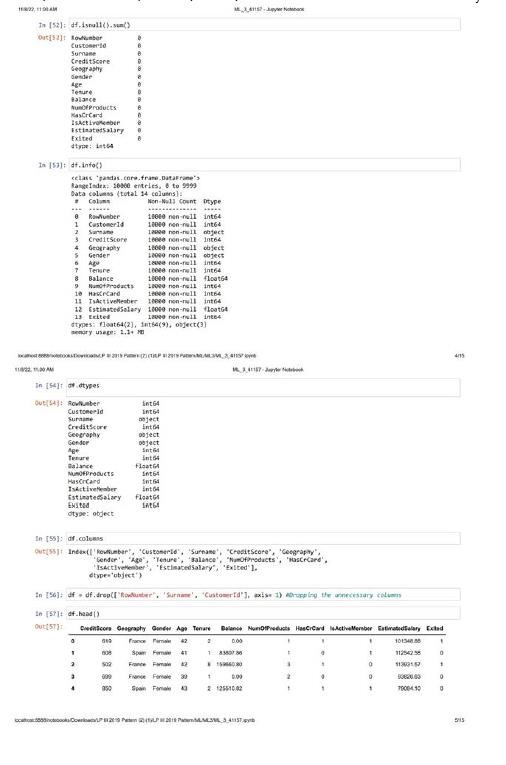 11/8/22, 11:00 AM ML_3_41157 - Jupyter Notebook
In [52]: df.isnull().sum()
Out[52]: RowNumber 0
CustomerId 0
Surname 0
CreditScore 0
Geography 0
Gender 0
Age 0
Tenure 0
Balance 0
NumOfProducts 0
HasCrCard 0
IsActiveMember 0
EstimatedSalary 0
Exited 0
dtype: int64
In [53]: df.info()
<class 'pandas.core.frame.DataFrame'>
RangeIndex: 10000 entries, 0 to 9999
Data columns (total 14 columns):
# Column Non-Null Count Dtype
--- ------ -------------- -----
0 RowNumber 10000 non-null int64
1 CustomerId 10000 non-null int64
2 Surname 10000 non-null object
3 CreditScore 10000 non-null int64
4 Geography 10000 non-null object
5 Gender 10000 non-null object
6 Age 10000 non-null int64
7 Tenure 10000 non-null int64
8 Balance 10000 non-null float64
9 NumOfProducts 10000 non-null int64
10 HasCrCard 10000 non-null int64
11 IsActiveMember 10000 non-null int64
12 EstimatedSalary 10000 non-null float64
13 Exited 10000 non-null int64
dtypes: float64(2), int64(9), object(3)
memory usage: 1.1+ MB
localhost:8888/notebooks/Downloads/LP III 2019 Pattern (2) (1)/LP III 2019 Pattern/ML/ML3/ML_3_41157.ipynb 4/15
11/8/22, 11:00 AM ML_3_41157 - Jupyter Notebook
In [54]: df.dtypes
Out[54]: RowNumber int64
CustomerId int64
Surname object
CreditScore int64
Geography object
Gender object
Age int64
Tenure int64
Balance float64
NumOfProducts int64
HasCrCard int64
IsActiveMember int64
EstimatedSalary float64
Exited int64
dtype: object
In [55]: df.columns
Out[55]: Index(['RowNumber', 'CustomerId', 'Surname', 'CreditScore', 'Geography',
'Gender', 'Age', 'Tenure', 'Balance', 'NumOfProducts', 'HasCrCard',
'IsActiveMember', 'EstimatedSalary', 'Exited'],
dtype='object')
In [56]: df = df.drop(['RowNumber', 'Surname', 'CustomerId'], axis= 1) #Dropping the unnecessary columns
In [57]: df.head()
Out[57]: CreditScore Geography Gender Age Tenure Balance NumOfProducts HasCrCard IsActiveMember EstimatedSalary Exited
0 619 France Female 42 2 0.00 1 1 1 101348.88 1
1 608 Spain Female 41 1 83807.86 1 0 1 112542.58 0
2 502 France Female 42 8 159660.80 3 1 0 113931.57 1
3 699 France Female 39 1 0.00 2 0 0 93826.63 0
4 850 Spain Female 43 2 125510.82 1 1 1 79084.10 0
localhost:8888/notebooks/Downloads/LP III 2019 Pattern (2) (1)/LP III 2019 Pattern/ML/ML3/ML_3_41157.ipynb 5/15